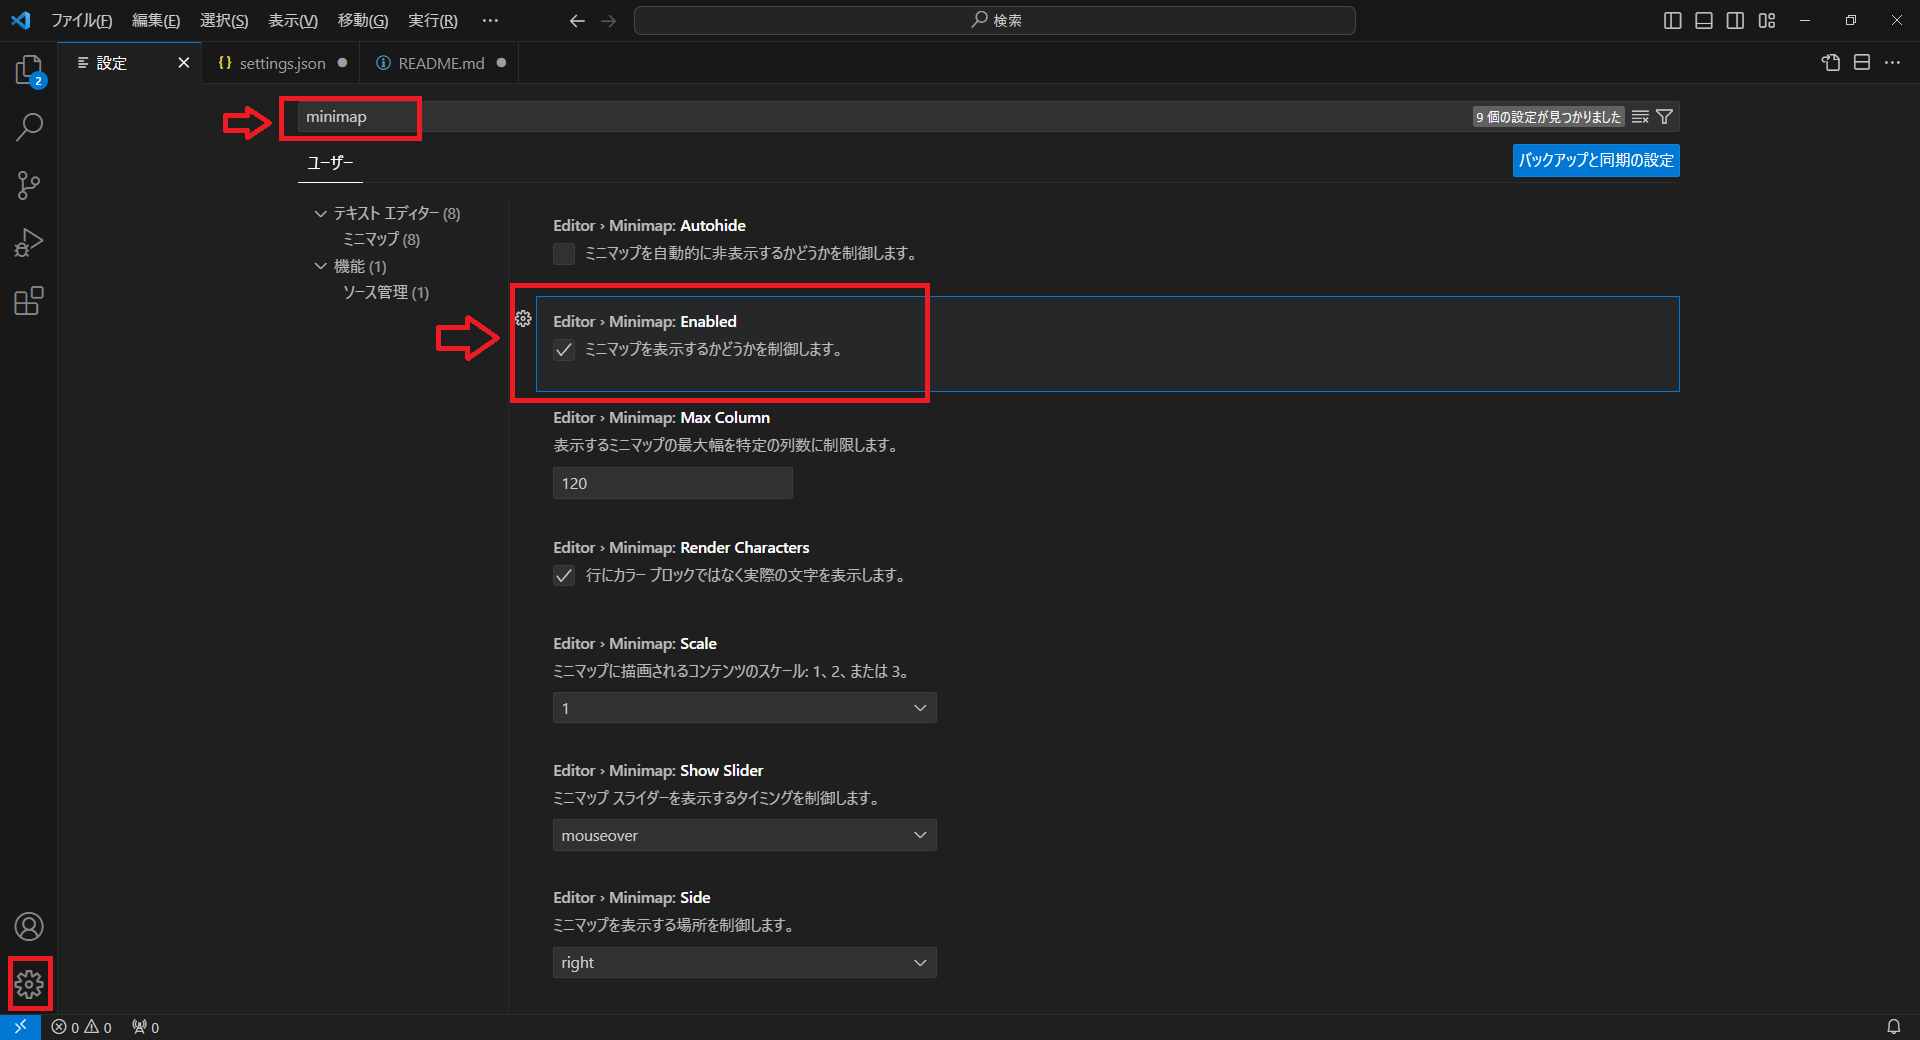 ファイル(F) 編集(E) 選択(S) 表示(V) 移動(G) 実行(R) ··· 検索
設定 settings.json README.md
2
minimap 9 個の設定が見つかりました
ユーザー バックアップと同期の設定
テキスト エディター (8)
ミニマップ (8)
機能 (1)
ソース管理 (1)
Editor › Minimap: Autohide
ミニマップを自動的に非表示するかどうかを制御します。
Editor › Minimap: Enabled
ミニマップを表示するかどうかを制御します。
Editor › Minimap: Max Column
表示するミニマップの最大幅を特定の列数に制限します。
120
Editor › Minimap: Render Characters
行にカラー ブロックではなく実際の文字を表示します。
Editor › Minimap: Scale
ミニマップに描画されるコンテンツのスケール: 1、2、または 3。
1
Editor › Minimap: Show Slider
ミニマップ スライダーを表示するタイミングを制御します。
mouseover
Editor › Minimap: Side
ミニマップを表示する場所を制御します。
right
0 0 0